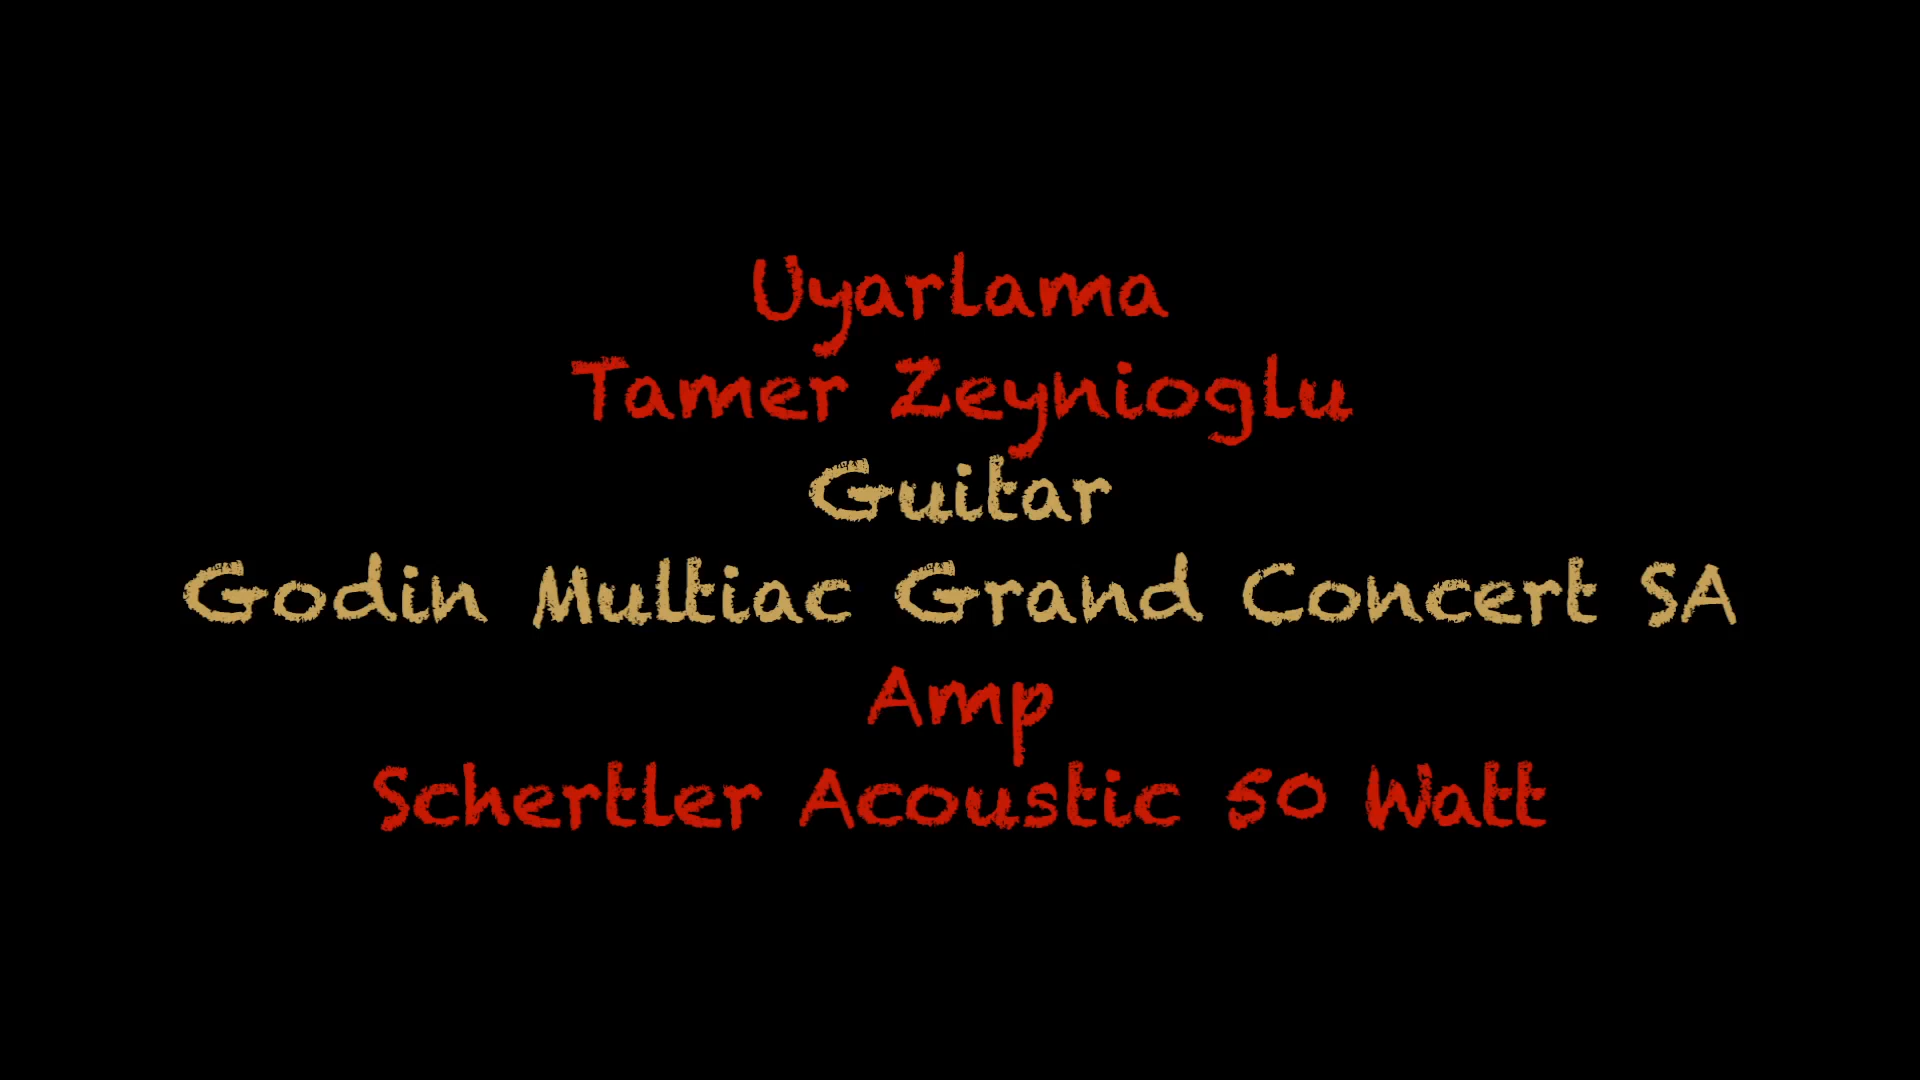 Uyarlama
Tamer Zeynioglu
Guitar
Godin Multiac Grand Concert SA
Amp
Schertler Acoustic 50 Watt